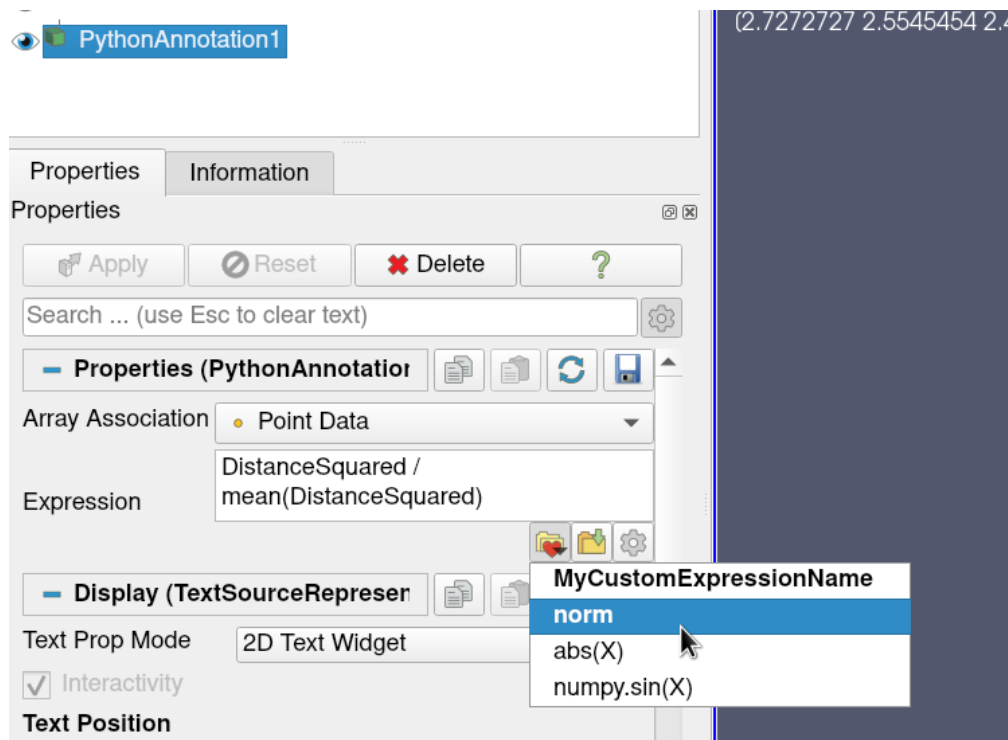 PythonAnnotation1
(2.7272727 2.5545454 2.4
Properties
Information
Properties
Apply
Reset
Delete
?
Search ... (use Esc to clear text)
Properties (PythonAnnotation
Array Association
Point Data
Expression
DistanceSquared /
mean(DistanceSquared)
MyCustomExpressionName
norm
abs(X)
numpy.sin(X)
Display (TextSourceRepresen
Text Prop Mode
2D Text Widget
Interactivity
Text Position